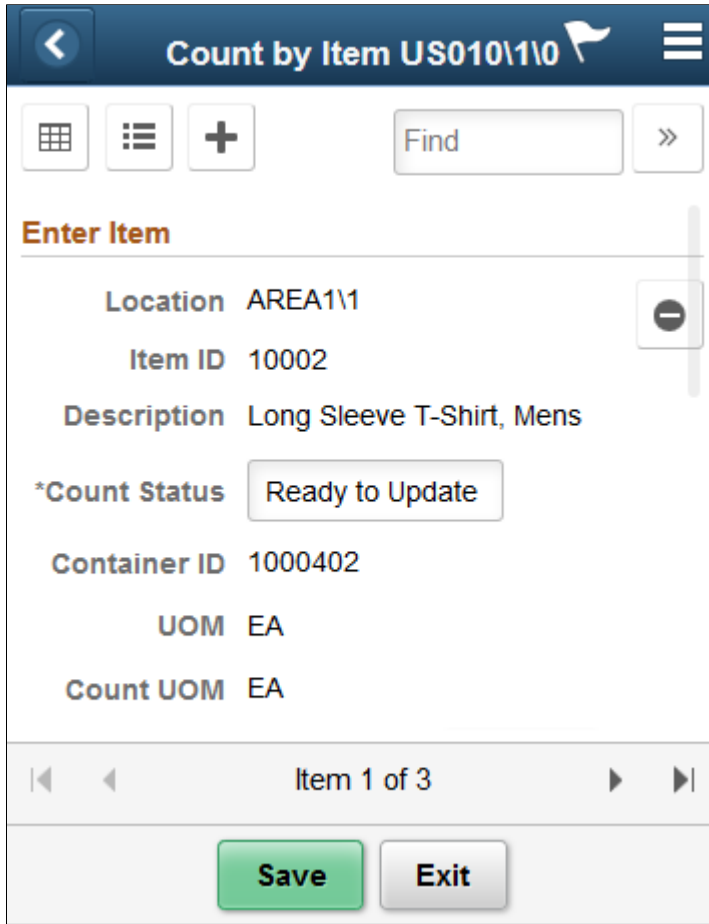 Count by Item US010\1\0
Find
Enter Item
Location AREA1\1
Item ID 10002
Description Long Sleeve T-Shirt, Mens
*Count Status Ready to Update
Container ID 1000402
UOM EA
Count UOM EA
Item 1 of 3
Save Exit